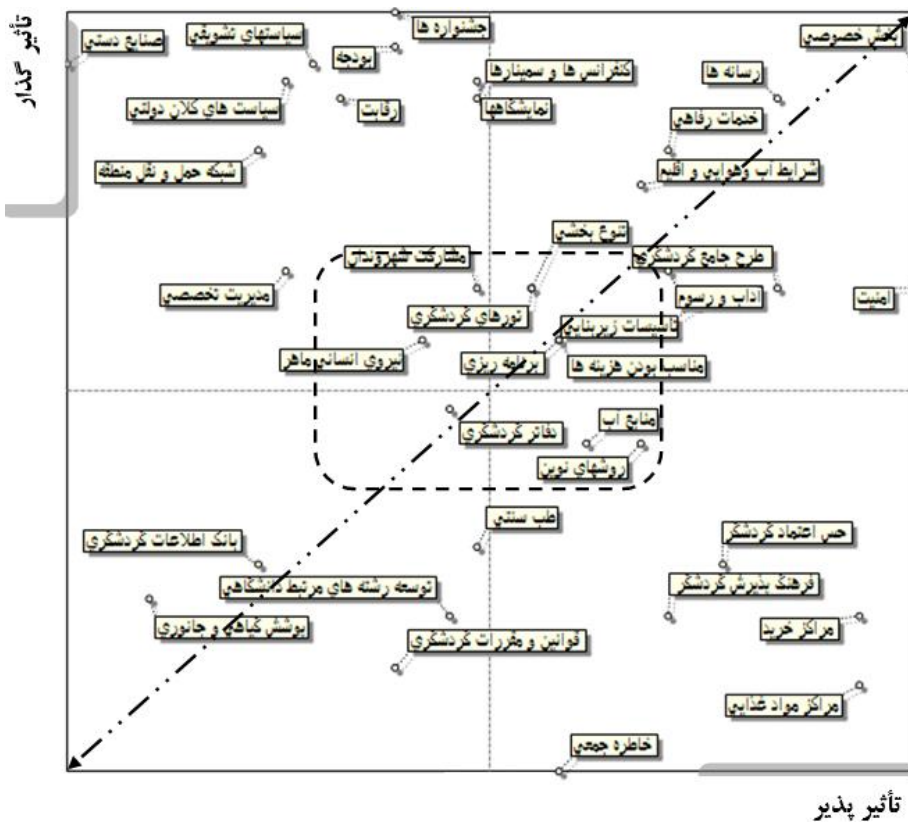 تأثیر گذار
جشنواره ها
سیاستهای تشویقی
بخش خصوصی
صنایع دستی
بودجه
کنفرانس ها و سمینارها
رسانه ها
سیاست های کلان دولتی
رقابت
نمایشگاهها
خدمات رفاهی
شبکه حمل و نقل منطقه
شرایط آب وهوایی و اقلیم
تنوع بخشی
مشارکت شهروندان
طرح جامع گردشگری
مدیریت تخصصی
اداب و رسوم
امنیت
تورهای گردشگری
تاسیسات زیربنایی
نیروی انسانی ماهر
برنامه ریزی
مناسب بودن هزینه ها
منابع آب
دفاتر گردشگری
روشهای نوین
طب سنتی
حس اعتماد گردشگر
بانک اطلاعات گردشگری
توسعه رشته های مرتبط دانشگاهی
فرهنگ پذیرش گردشگر
پوشش گیاهی و جانوری
مراکز خرید
قوانین و مقررات گردشگری
مراکز مواد غذایی
خاطره جمعی
تأثیر پذیر